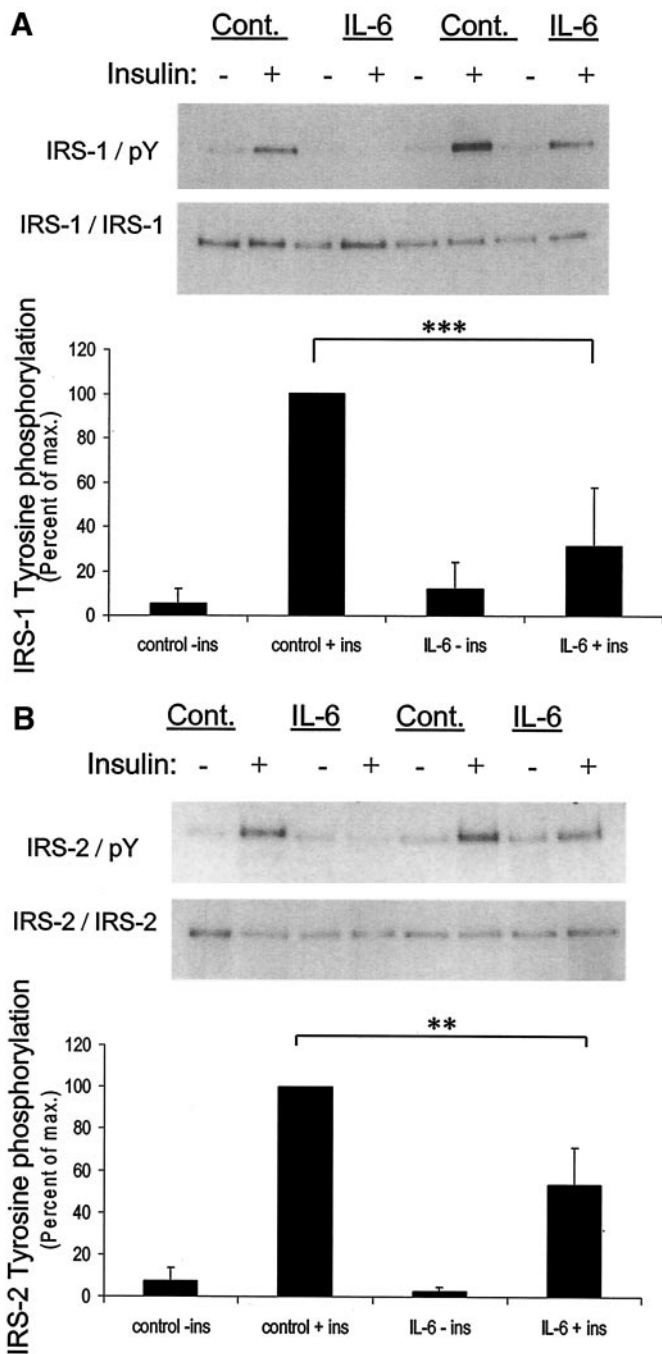 A
Cont. IL-6 Cont. IL-6
Insulin: - + - + - + - +
IRS-1 / pY
IRS-1 / IRS-1
***
IRS-1 Tyrosine phosphorylation
(Percent of max.)
120
100
80
60
40
20
0
control -ins control + ins IL-6 - ins IL-6 + ins
B
Cont. IL-6 Cont. IL-6
Insulin: - + - + - + - +
IRS-2 / pY
IRS-2 / IRS-2
**
IRS-2 Tyrosine phosphorylation
(Percent of max.)
120
100
80
60
40
20
0
control -ins control + ins IL-6 - ins IL-6 + ins